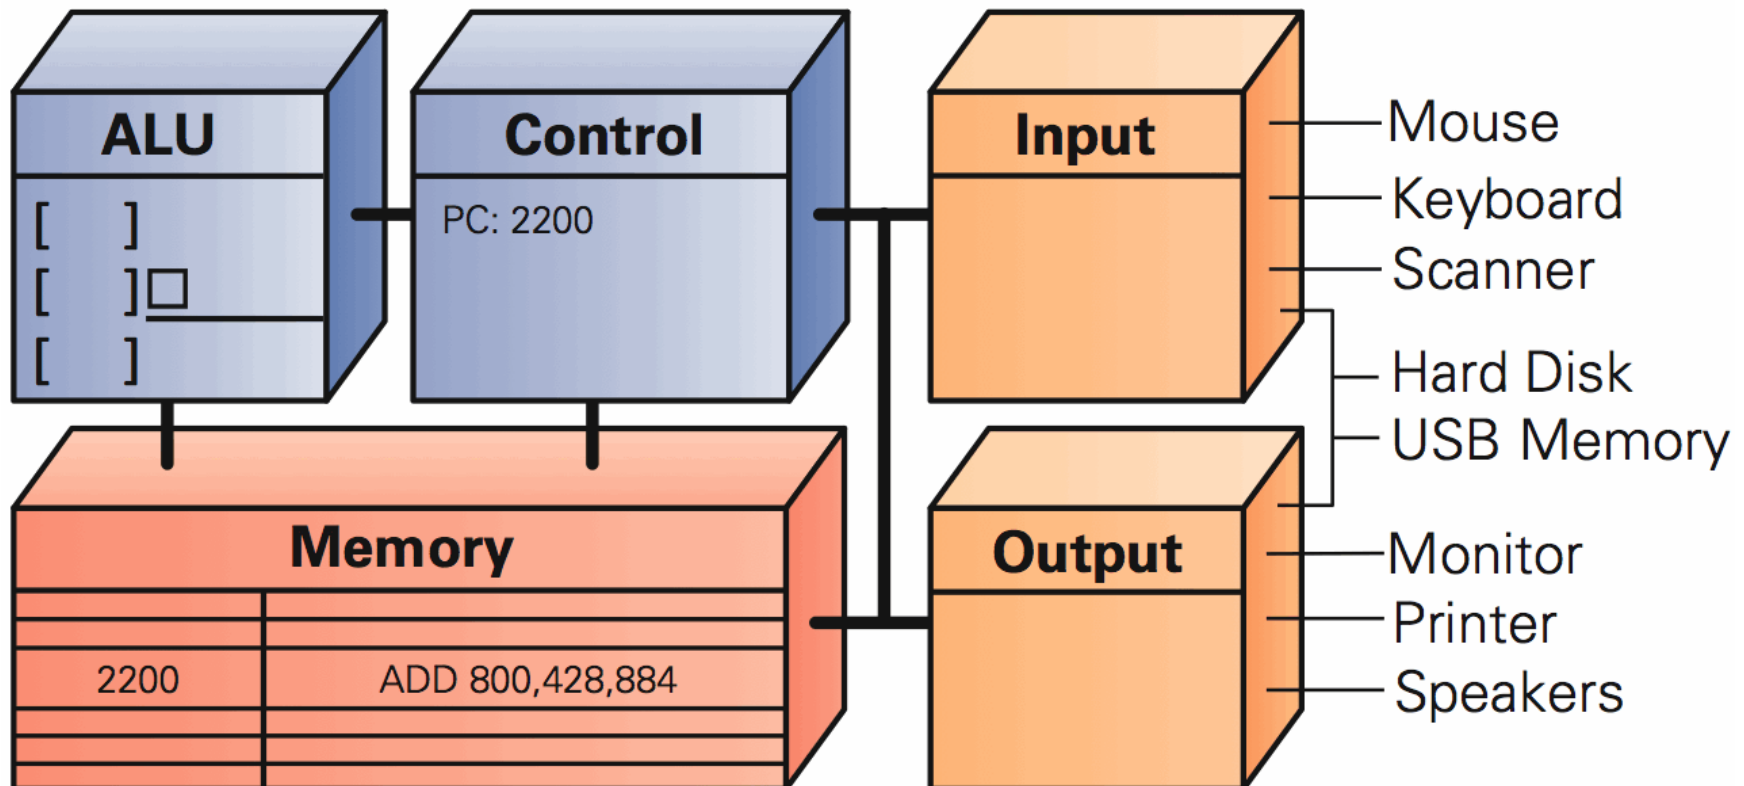 ALU
[ ]
[ ]
[ ]
Control
PC: 2200
Input
Mouse
Keyboard
Scanner
Hard Disk
USB Memory
Memory
2200 ADD 800,428,884
Output
Monitor
Printer
Speakers